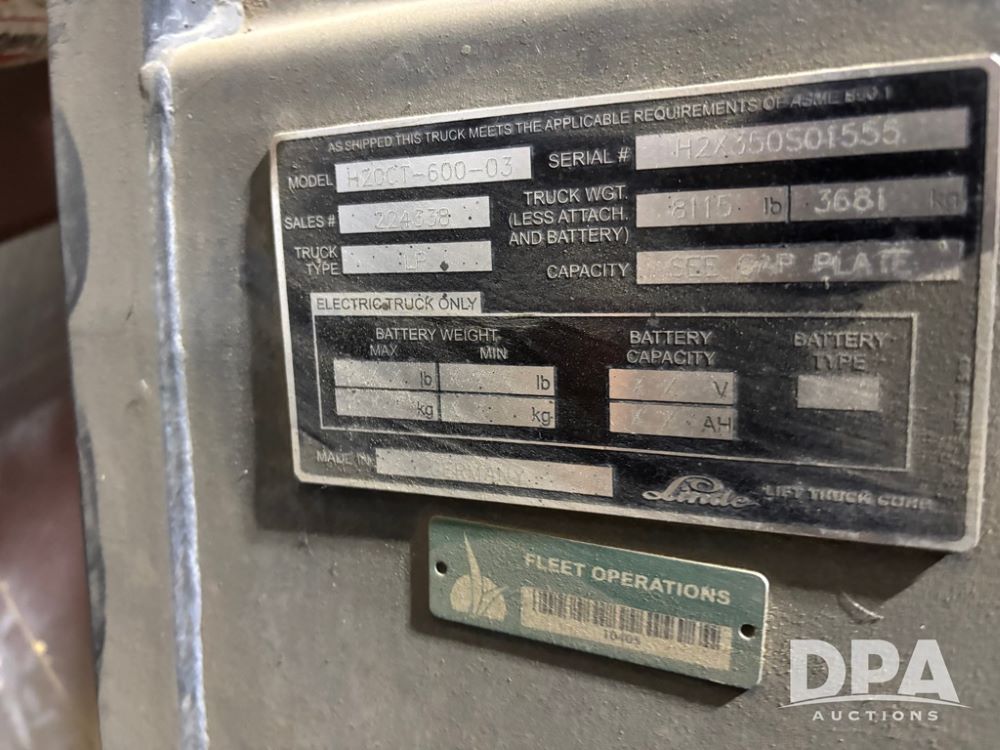 AS SHIPPED THIS TRUCK MEETS THE APPLICABLE REQUIREMENTS OF ASME B56.1
MODEL H20CT-600-03 SERIAL # H2X350S01555
SALES # 224338 TRUCK WGT. (LESS ATTACH. AND BATTERY) 8115 lb 3681 kg
TRUCK TYPE LP CAPACITY SEE CAP PLATE
ELECTRIC TRUCK ONLY
BATTERY WEIGHT BATTERY CAPACITY BATTERY TYPE
MAX MIN
lb lb V
kg kg AH
MADE IN GERMANY Linde LIFT TRUCK CORP.
FLEET OPERATIONS
10405
DPA
AUCTIONS